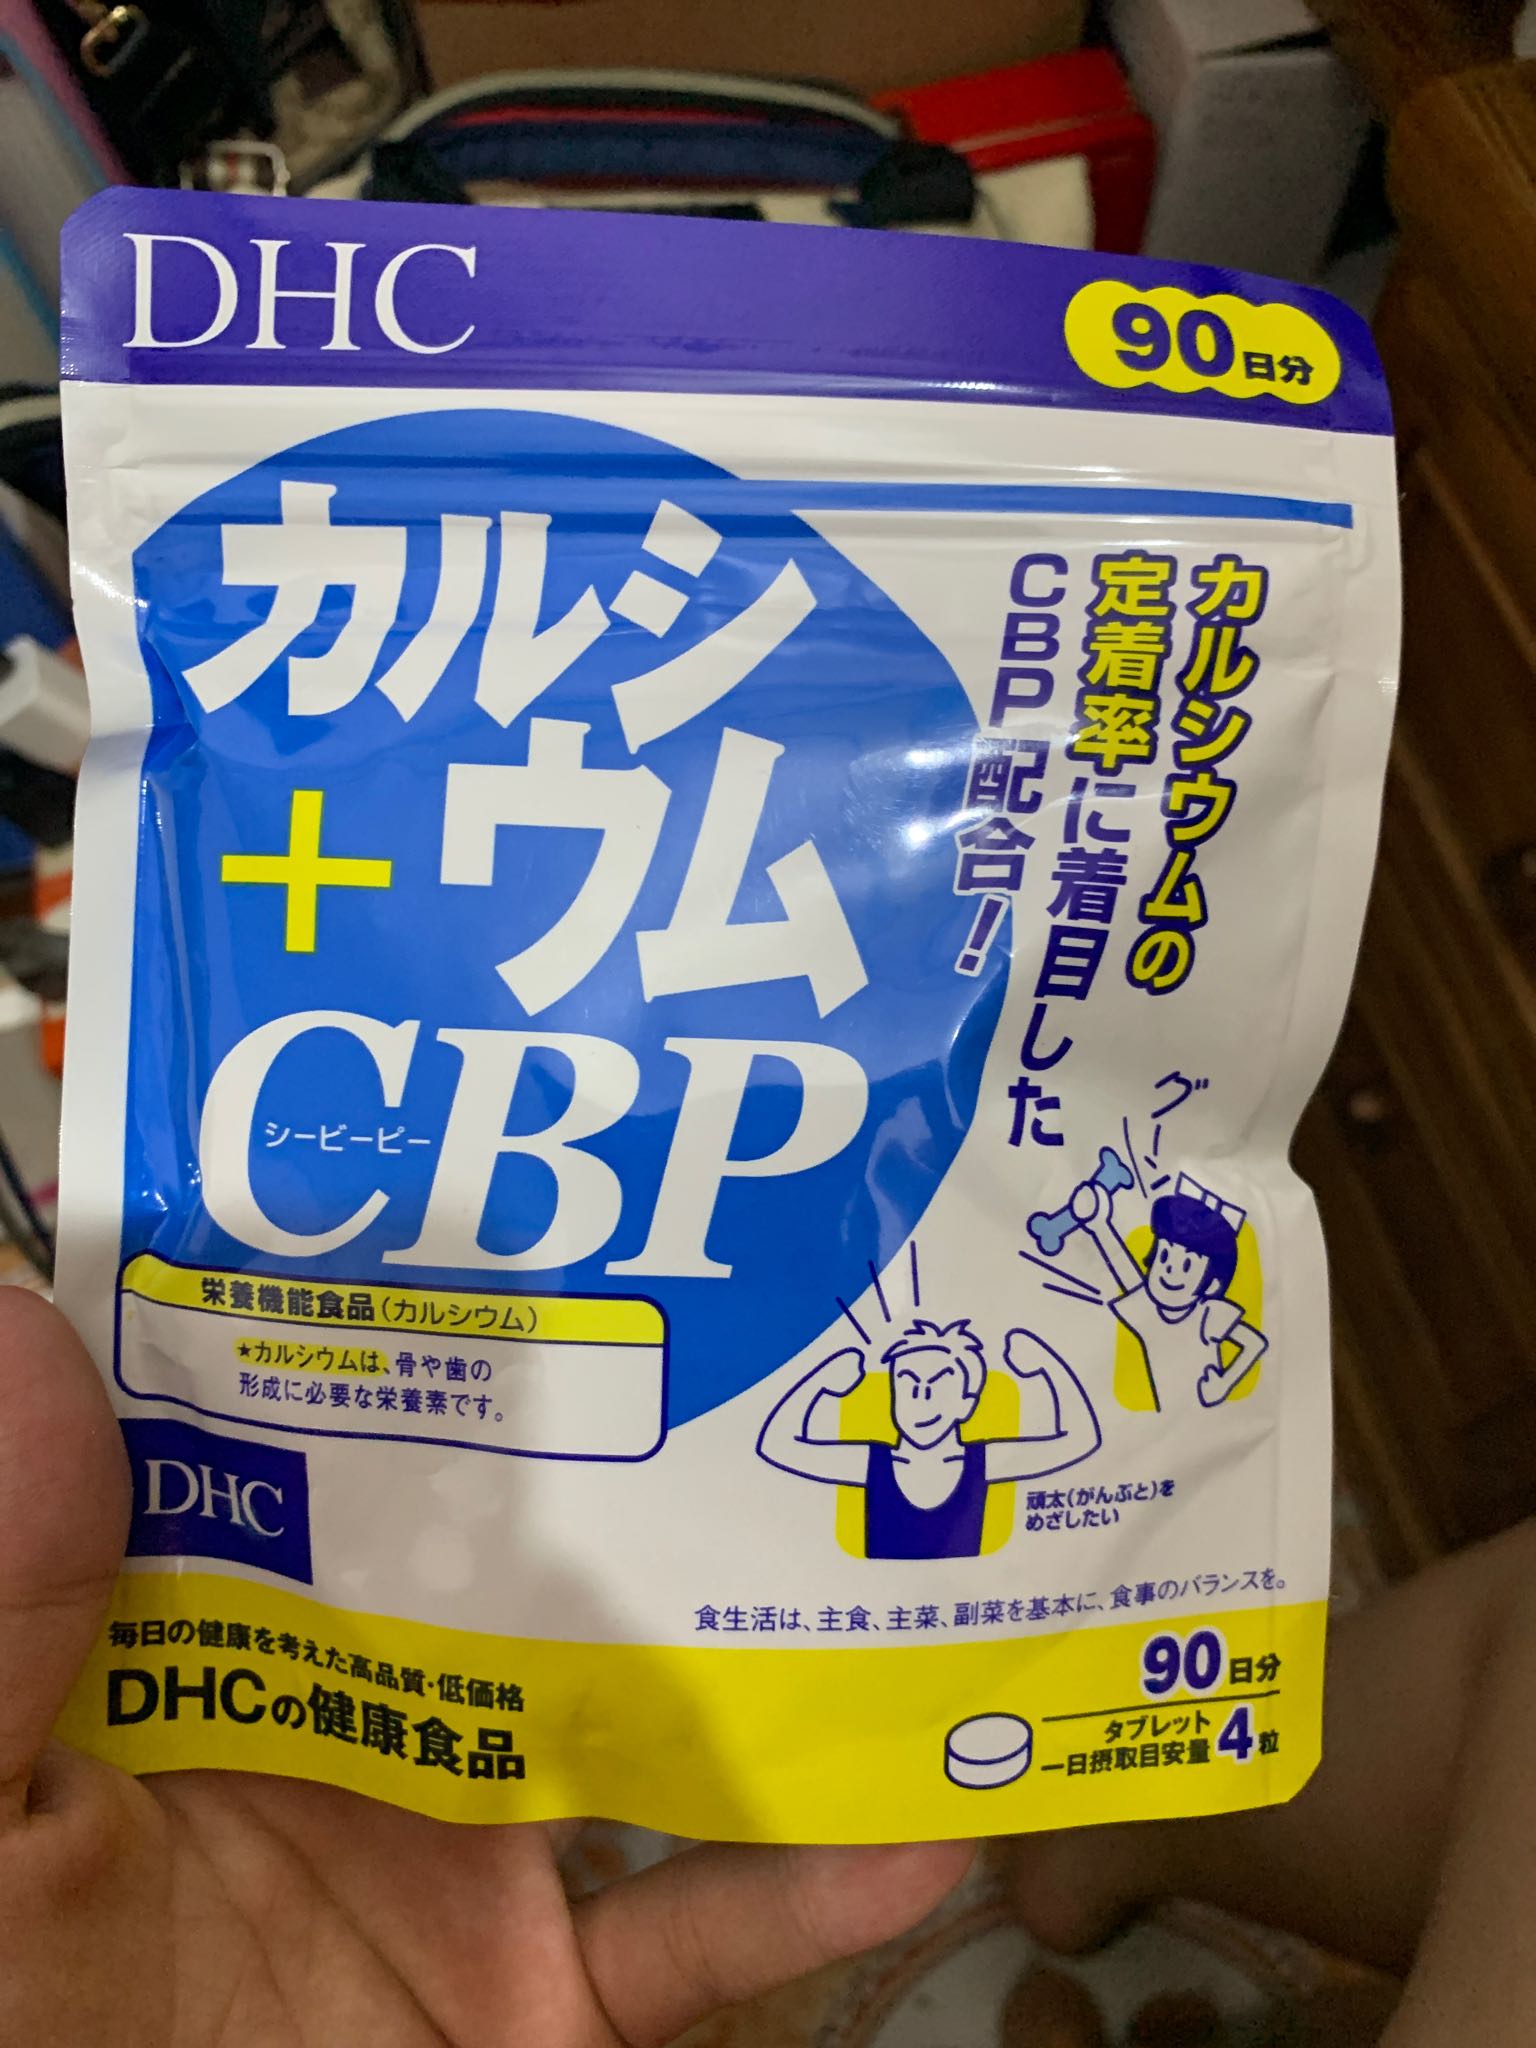 DHC
90日分
カルシ
ウム
+
CBP
シービーピー
カルシウムの
定着率に着目した
CBP配合!
グーン
栄養機能食品(カルシウム)
★カルシウムは、骨や歯の
形成に必要な栄養素です。
頑太(がんぶと)を
めざしたい
DHC
食生活は、主食、主菜、副菜を基本に、食事のバランスを。
毎日の健康を考えた高品質・低価格
DHCの健康食品
90日分
タブレット
一日摂取目安量 4粒